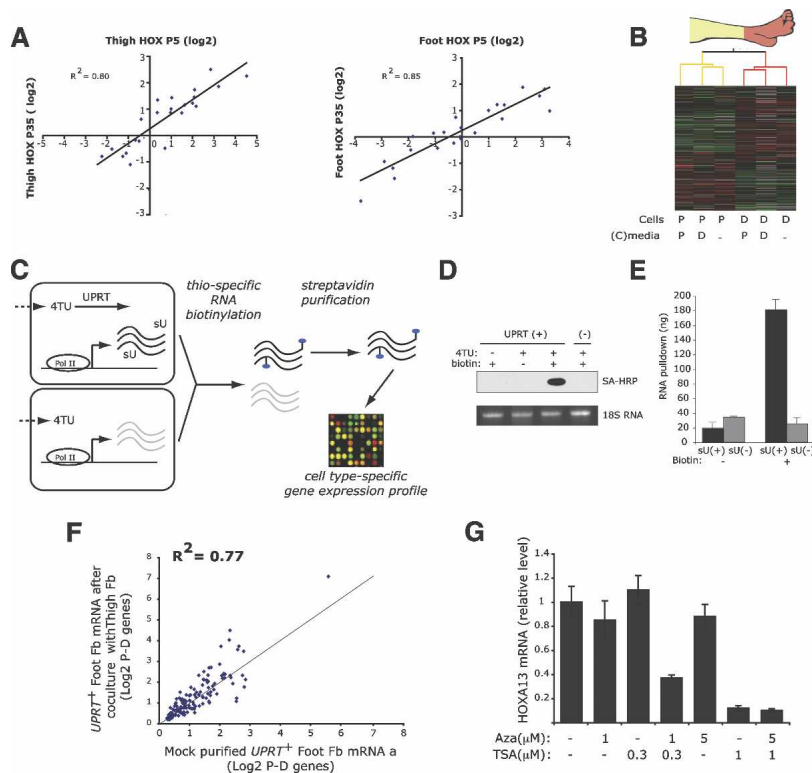 A
Thigh HOX P5 (log2)
R2 = 0.80
Thigh HOX P35 ( log2)
3
2
1
0
-1
-2
-3
-5 -4 -3 -2 -1 0 1 2 3 4 5
Foot HOX P5 (log2)
R2 = 0.85
Foot HOX P35 (log2)
3
2
1
0
-1
-2
-3
-5 -4 -3 -2 -1 0 1 2 3 4
B
Cells P P P D D D
(C)media P D - P D -
C
4TU UPRT
sU
sU
Pol II
4TU
Pol II
thio-specific
RNA
biotinylation
streptavidin
purification
cell type-specific
gene expression profile
D
UPRT (+) (-)
4TU: - + + +
biotin: + - + +
SA-HRP
18S RNA
E
RNA pulldown (ng)
200
180
160
140
120
100
80
60
40
20
0
sU(+) sU(-) sU(+) sU(-)
Biotin: - +
F
R2= 0.77
UPRT+ Foot Fb mRNA after
coculture withThigh Fb
(Log2 P-D genes)
8
7
6
5
4
3
2
1
0
0 1 2 3 4 5 6 7 8
Mock purified UPRT+ Foot Fb mRNA a
(Log2 P-D genes)
G
HOXA13 mRNA (relative level)
1.4
1.2
1
0.8
0.6
0.4
0.2
0
Aza(μM): - 1 - 1 5 - 5
TSA(μM): - - 0.3 0.3 - 1 1